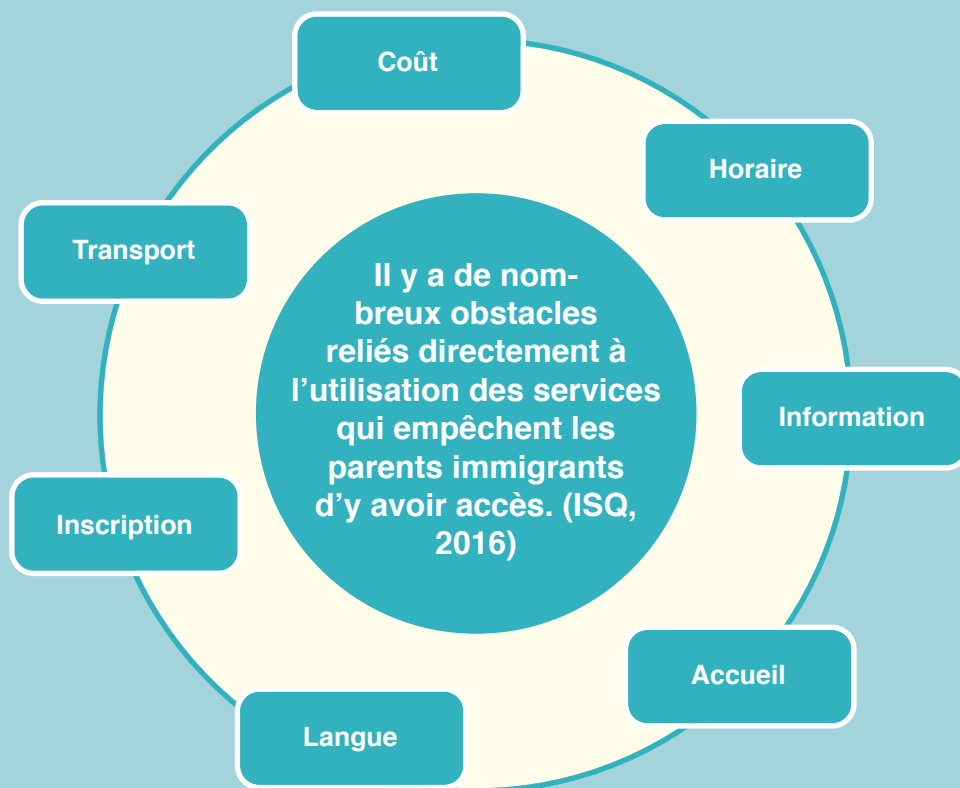 Coût
Horaire
Transport
Il y a de nom-
breux obstacles
reliés directement à
l'utilisation des services
qui empêchent les
parents immigrants
d'y avoir accès. (ISQ,
2016)
Information
Inscription
Accueil
Langue